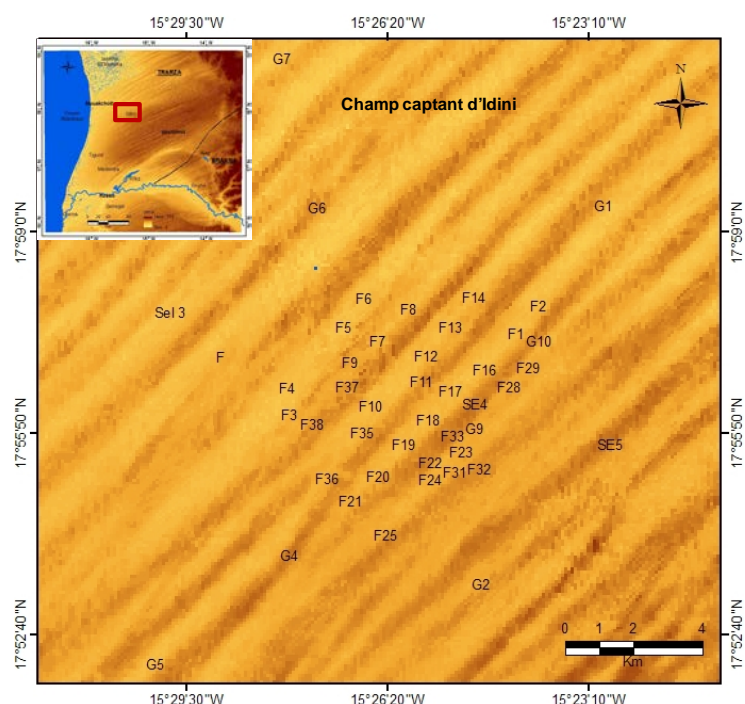 15°29'30"W
15°26'20"W
15°23'10"W
G7
Champ captant d'Idini
N
TRARZA
G6
G1
17°59'0"N
17°59'0"N
F6
F14
F2
Sel 3
F8
F5
F13
F1
F7
G10
F
F12
F9
F16
F29
F4
F37
F11
F28
F17
F10
SE4
F3
F38
F18
G9
F35
F33
17°55'50"N
17°55'50"N
F19
SE5
F23
F22
F32
F31
F36
F20
F24
F21
F25
G4
G2
17°52'40"N
17°52'40"N
0 1 2 4
Km
G5
15°29'30"W
15°26'20"W
15°23'10"W